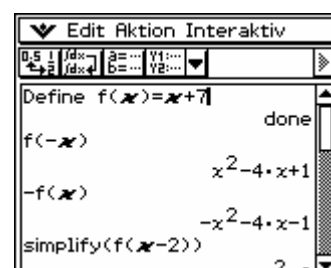 Edit Aktion Interaktiv
Define f(x)=x+7
done
f(-x)
x²-4·x+1
-f(x)
-x²-4·x-1
simplify(f(x-2))